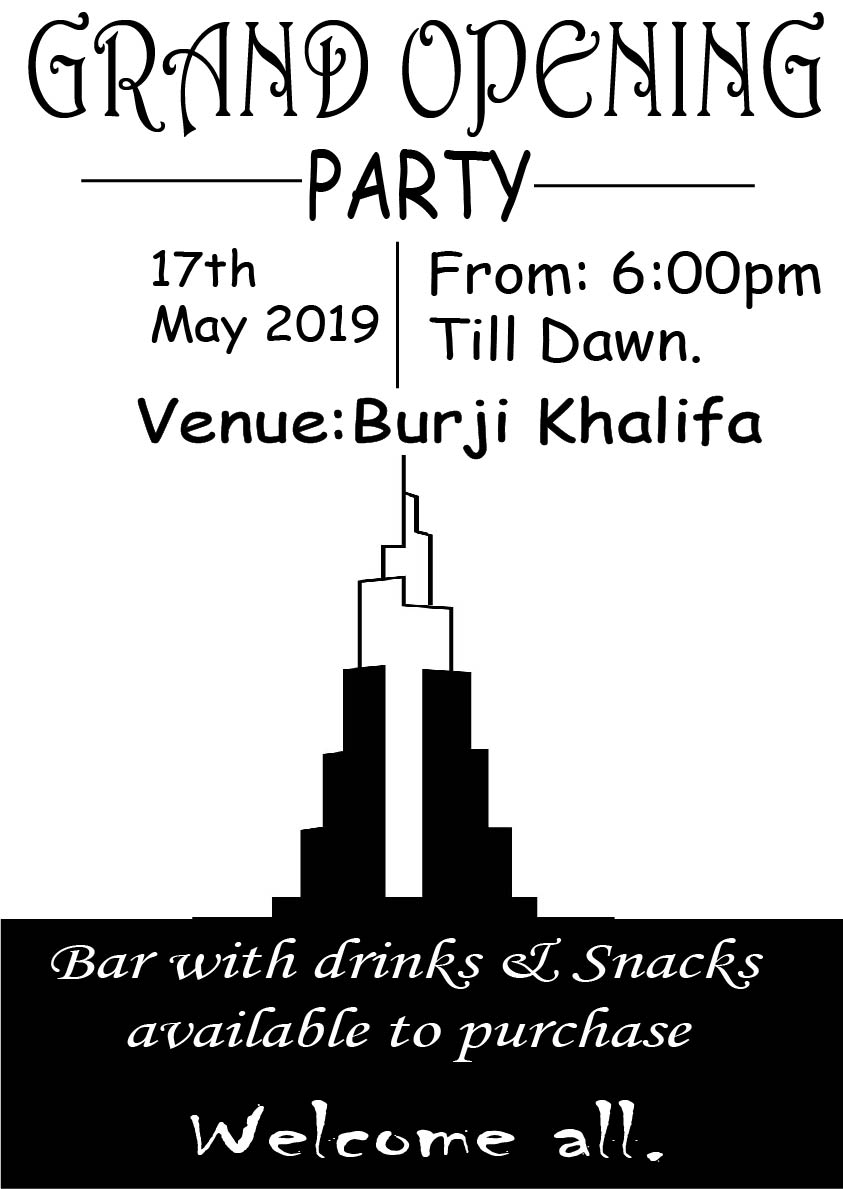 GRAND OPENING
PARTY
17th
May 2019
From: 6:00pm
Till Dawn.
Venue:Burji Khalifa
Bar with drinks & Snacks
available to purchase
Welcome all.